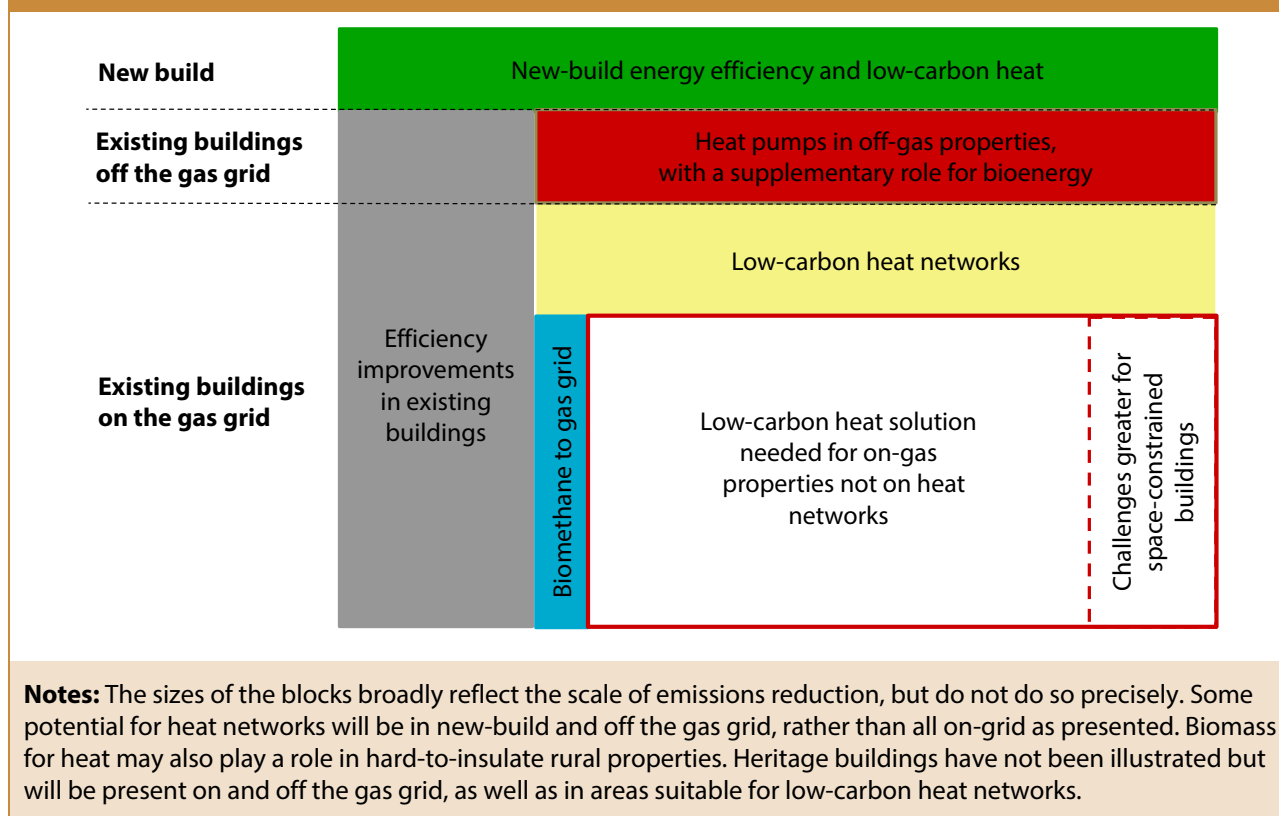 New build
New-build energy efficiency and low-carbon heat
Existing buildings
off the gas grid
Heat pumps in off-gas properties,
with a supplementary role for bioenergy
Low-carbon heat networks
Existing buildings
on the gas grid
Efficiency
improvements
in existing
buildings
Biomethane to gas grid
Low-carbon heat solution
needed for on-gas
properties not on heat
networks
Challenges greater for
space-constrained
buildings
Notes: The sizes of the blocks broadly reflect the scale of emissions reduction, but do not do so precisely. Some
potential for heat networks will be in new-build and off the gas grid, rather than all on-grid as presented. Biomass
for heat may also play a role in hard-to-insulate rural properties. Heritage buildings have not been illustrated but
will be present on and off the gas grid, as well as in areas suitable for low-carbon heat networks.